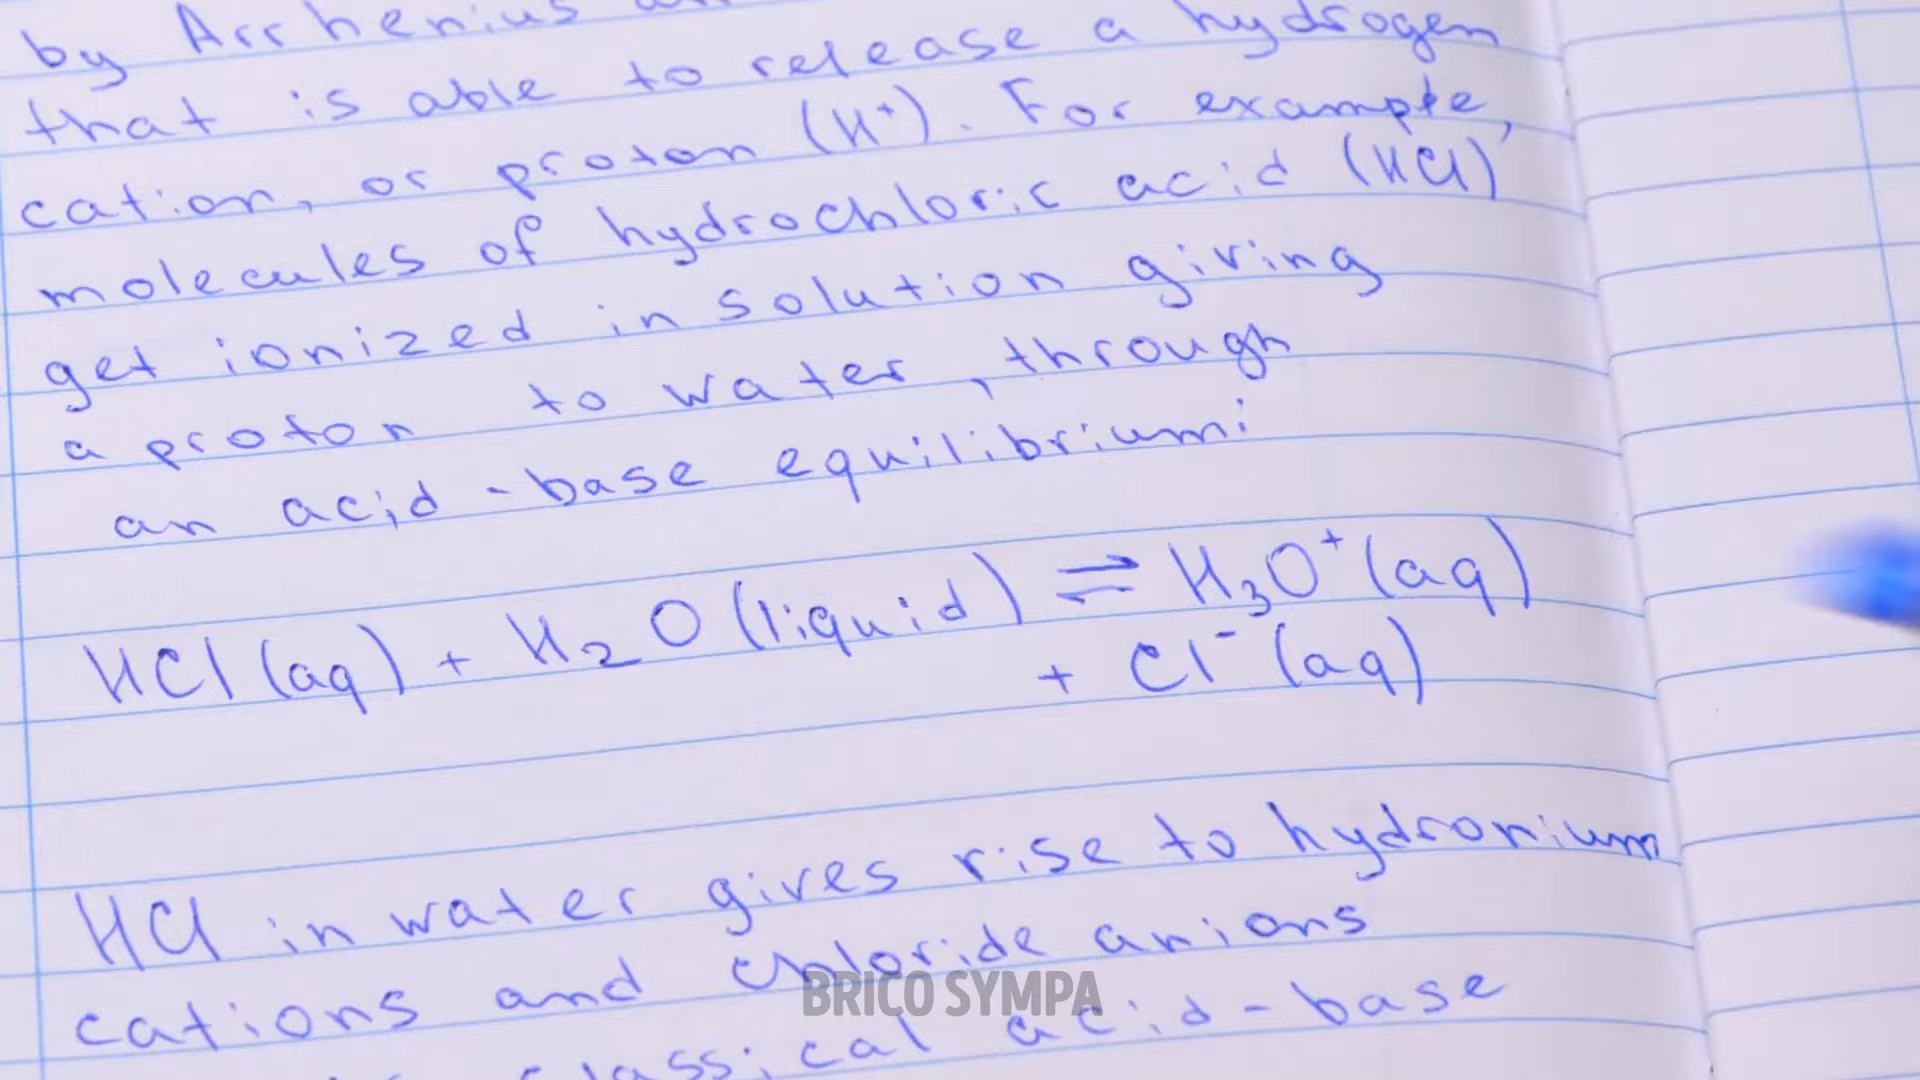 by Arrhenius
that is able to release a hydrogen
cation, or proton (H⁺). For example,
molecules of hydrochloric acid (HCl)
get ionized in solution giving
a proton to water, through
an acid-base equilibrium:
HCl (aq) + H₂O (liquid) ⇌ H₃O⁺ (aq)
+ Cl⁻ (aq)
HCl in water gives rise to hydronium
cations and chloride anions
classical acid-base
BRICO SYMPA